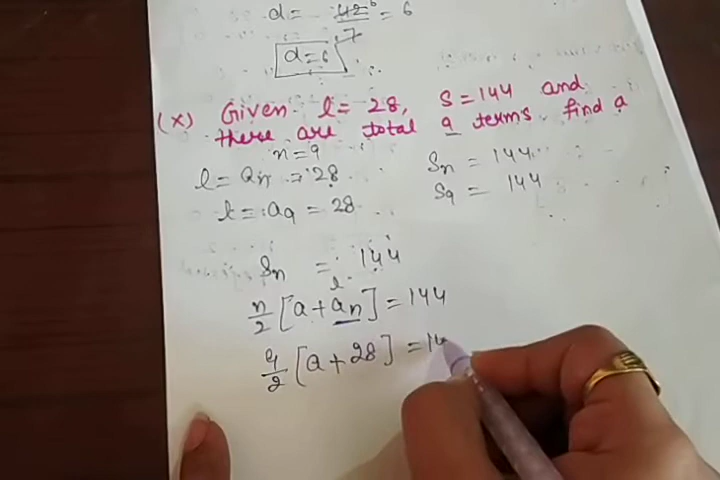 d = 42 6 / 7 = 6
d = 6
(x) Given l = 28, S = 144 and
there are total 9 terms. find a
n = 9
l = an = 28
l = a9 = 28
Sn = 144
S9 = 144
Sn = 144
l
n/2 [a + an] = 144
9/2 [a + 28] = 14